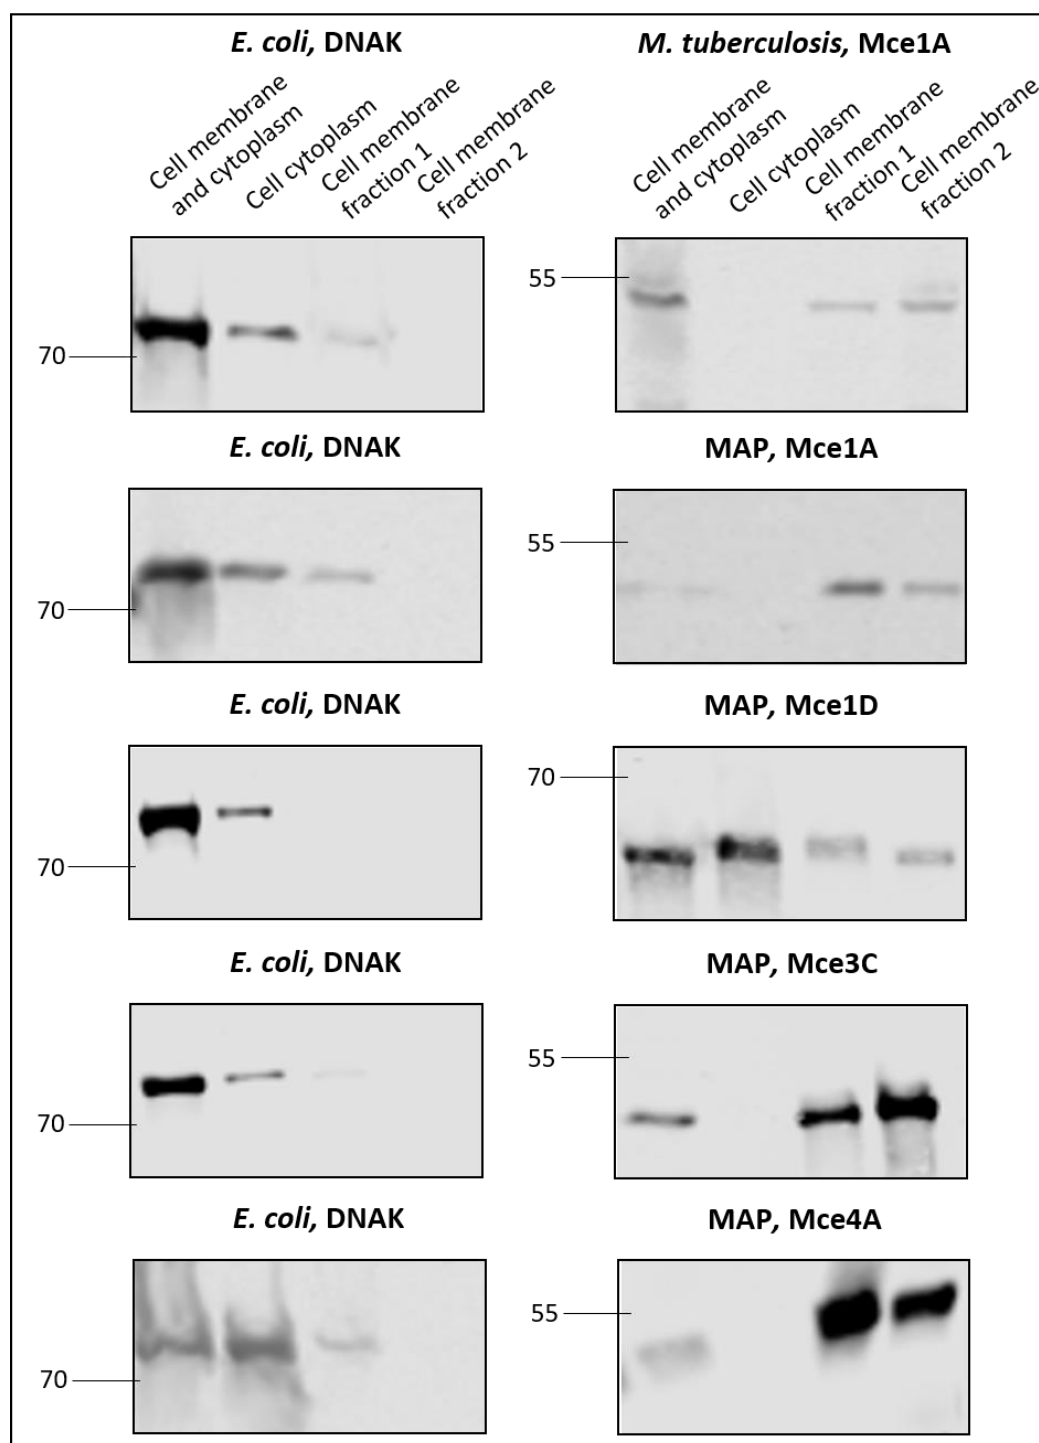 E. coli, DNAK
M. tuberculosis, Mce1A
Cell membrane
and cytoplasm
Cell cytoplasm
Cell membrane
fraction 1
Cell membrane
fraction 2
Cell membrane
and cytoplasm
Cell cytoplasm
Cell membrane
fraction 1
Cell membrane
fraction 2
70
55
E. coli, DNAK
MAP, Mce1A
70
55
E. coli, DNAK
MAP, Mce1D
70
70
E. coli, DNAK
MAP, Mce3C
70
55
E. coli, DNAK
MAP, Mce4A
70
55